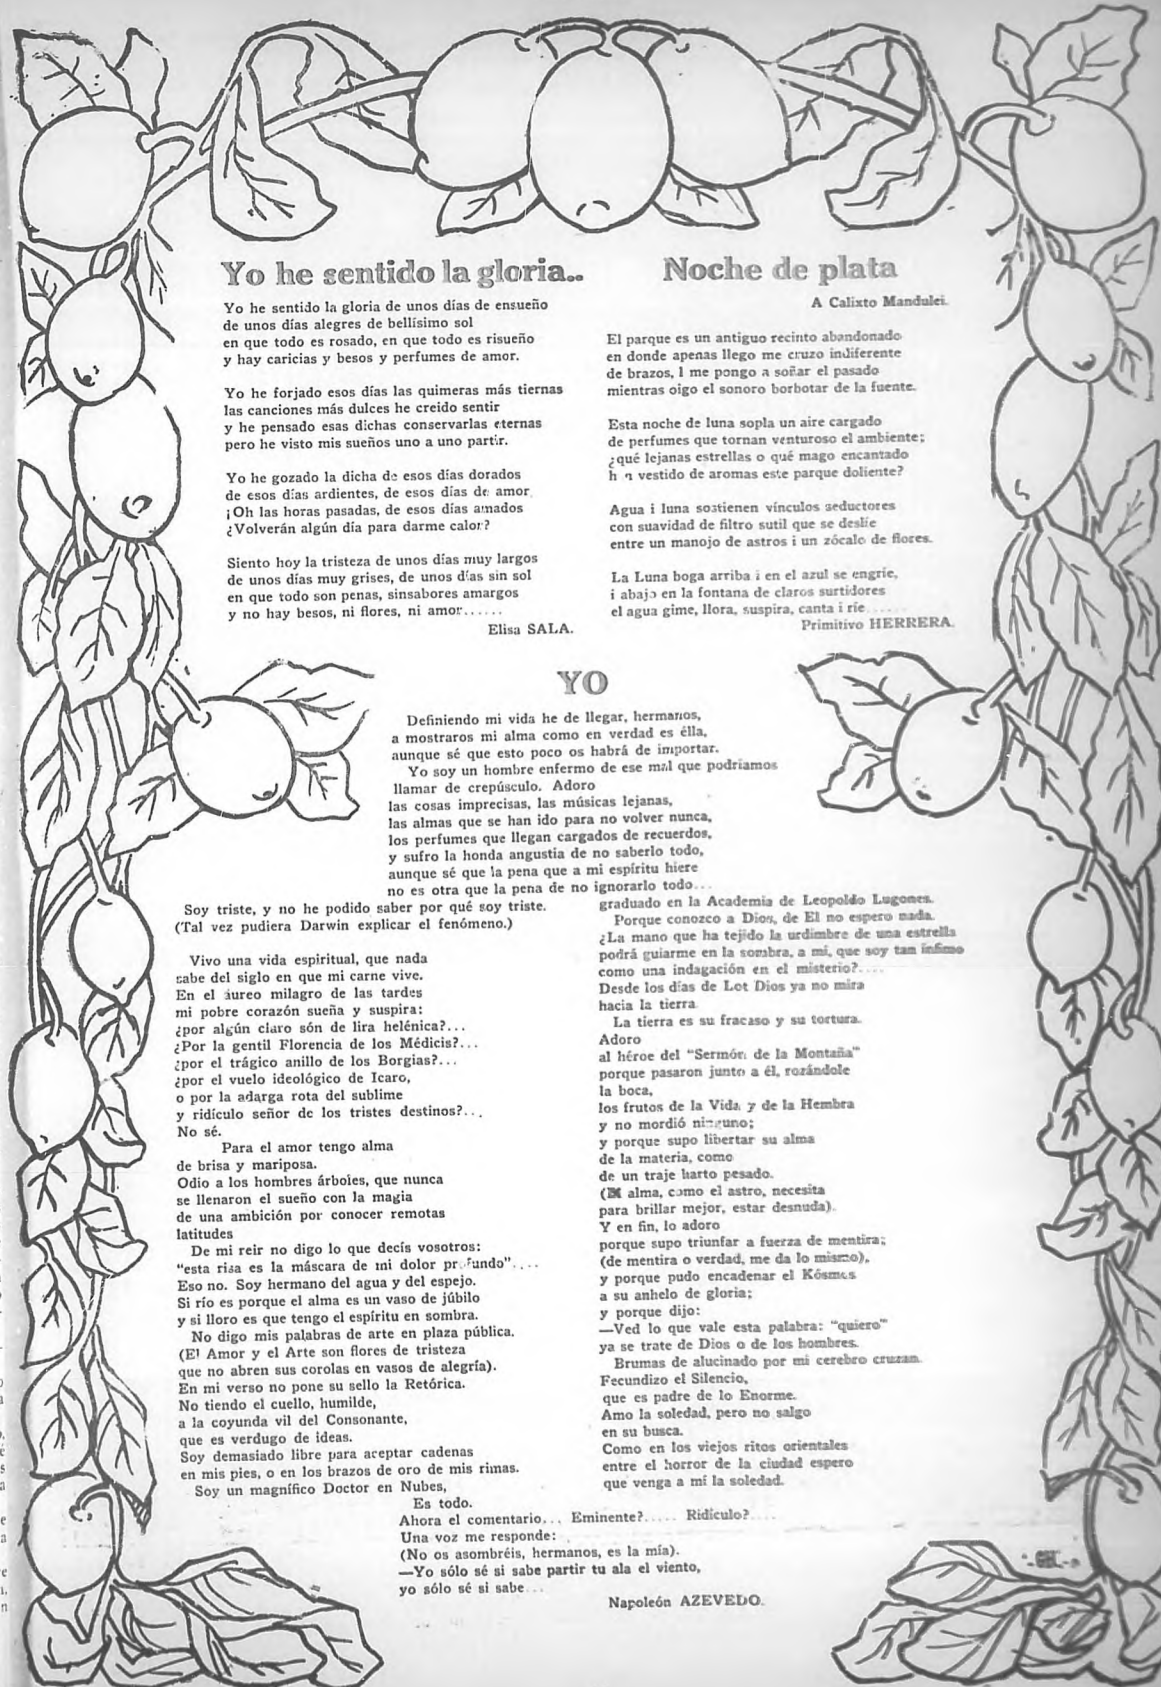 Yo he sentido la gloria..
Yo he sentido la gloria de unos días de ensueño
de unos días alegres de bellísimo sol
en que todo es rosado, en que todo es risueño
y hay caricias y besos y perfumes de amor.
Yo he forjado esos días las quimeras más tiernas
las canciones más dulces he creido sentir
y he pensado esas dichas conservarlas eternas
pero he visto mis sueños uno a uno partir.
Yo he gozado la dicha de esos días dorados
de esos días ardientes, de esos días de amor
¡Oh las horas pasadas, de esos días amados
¿Volverán algún día para darme calor?
Siento hoy la tristeza de unos días muy largos
de unos días muy grises, de unos días sin sol
en que todo son penas, sinsabores amargos
y no hay besos, ni flores, ni amor......
Elisa SALA.
Noche de plata
A Calixto Mandulei.
El parque es un antiguo recinto abandonado
en donde apenas llego me cruzo indiferente
de brazos, I me pongo a soñar el pasado
mientras oigo el sonoro borbotar de la fuente.
Esta noche de luna sopla un aire cargado
de perfumes que tornan venturoso el ambiente;
¿qué lejanas estrellas o qué mago encantado
h n vestido de aromas este parque doliente?
Agua i luna sostienen vínculos seductores
con suavidad de filtro sutil que se deslíe
entre un manojo de astros i un zócalo de flores.
La Luna boga arriba i en el azul se engríe,
i abajo en la fontana de claros surtidores
el agua gime, llora, suspira, canta i ríe.....
Primitivo HERRERA.
YO
Definiendo mi vida he de llegar, hermanos,
a mostraros mi alma como en verdad es élla,
aunque sé que esto poco os habrá de importar.
Yo soy un hombre enfermo de ese mal que podríamos
llamar de crepúsculo. Adoro
las cosas imprecisas, las músicas lejanas,
las almas que se han ido para no volver nunca,
los perfumes que llegan cargados de recuerdos,
y sufro la honda angustia de no saberlo todo,
aunque sé que la pena que a mi espíritu hiere
no es otra que la pena de no ignorarlo todo...
Soy triste, y no he podido saber por qué soy triste.
(Tal vez pudiera Darwin explicar el fenómeno.)
Vivo una vida espiritual, que nada
sabe del siglo en que mi carne vive.
En el áureo milagro de las tardes
mi pobre corazón sueña y suspira:
¿por algún claro són de lira helénica?...
¿Por la gentil Florencia de los Médicis?...
¿por el trágico anillo de los Borgias?...
¿por el vuelo ideológico de Icaro,
o por la adarga rota del sublime
y ridículo señor de los tristes destinos?...
No sé.
Para el amor tengo alma
de brisa y mariposa.
Odio a los hombres árboies, que nunca
se llenaron el sueño con la magia
de una ambición por conocer remotas
latitudes
De mi reir no digo lo que decís vosotros:
"esta risa es la máscara de mi dolor profundo"....
Eso no. Soy hermano del agua y del espejo.
Si río es porque el alma es un vaso de júbilo
y si lloro es que tengo el espíritu en sombra.
No digo mis palabras de arte en plaza pública.
(El Amor y el Arte son flores de tristeza
que no abren sus corolas en vasos de alegría).
En mi verso no pone su sello la Retórica.
No tiendo el cuello, humilde,
a la coyunda vil del Consonante,
que es verdugo de ideas.
Soy demasiado libre para aceptar cadenas
en mis pies, o en los brazos de oro de mis rimas.
Soy un magnífico Doctor en Nubes,
graduado en la Academia de Leopoldo Lugones.
Porque conozco a Dios, de El no espero nada.
¿La mano que ha tejido la urdimbre de una estrella
podrá guiarme en la sombra, a mí, que soy tan ínfimo
como una indagación en el misterio?....
Desde los días de Lot Dios ya no mira
hacia la tierra
La tierra es su fracaso y su tortura.
Adoro
al héroe del "Sermón de la Montaña"
porque pasaron junto a él, rozándole
la boca,
los frutos de la Vida y de la Hembra
y no mordió ninguno;
y porque supo libertar su alma
de la materia, como
de un traje harto pesado.
( alma, como el astro, necesita
para brillar mejor, estar desnuda).
Y en fin, lo adoro
porque supo triunfar a fuerza de mentira;
(de mentira o verdad, me da lo mismo),
y porque pudo encadenar el Kósmos
a su anhelo de gloria;
y porque dijo:
—Ved lo que vale esta palabra: "quiero"
ya se trate de Dios o de los hombres.
Brumas de alucinado por mi cerebro cruzan.
Fecundizo el Silencio,
que es padre de lo Enorme.
Amo la soledad, pero no salgo
en su busca.
Como en los viejos ritos orientales
entre el horror de la ciudad espero
que venga a mí la soledad.
Es todo.
Ahora el comentario... Eminente?..... Ridículo?....
Una voz me responde:
(No os asombréis, hermanos, es la mía).
—Yo sólo sé si sabe partir tu ala el viento,
yo sólo sé si sabe...
Napoleón AZEVEDO.